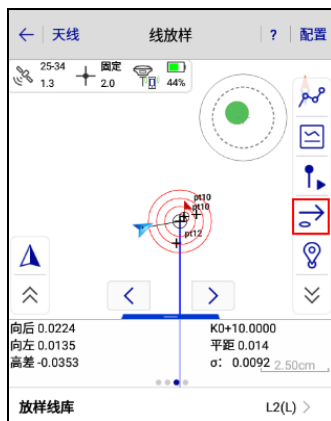 ← 天线 线放样 ? 配置
25-34 固定
1.3 2.0 44%
pt10
pt10
pt12
向后 0.0224 K0+10.0000
向左 0.0135 平距 0.014
高差 -0.0353 σ: 0.0092 2.50cm
放样线库 L2(L) >